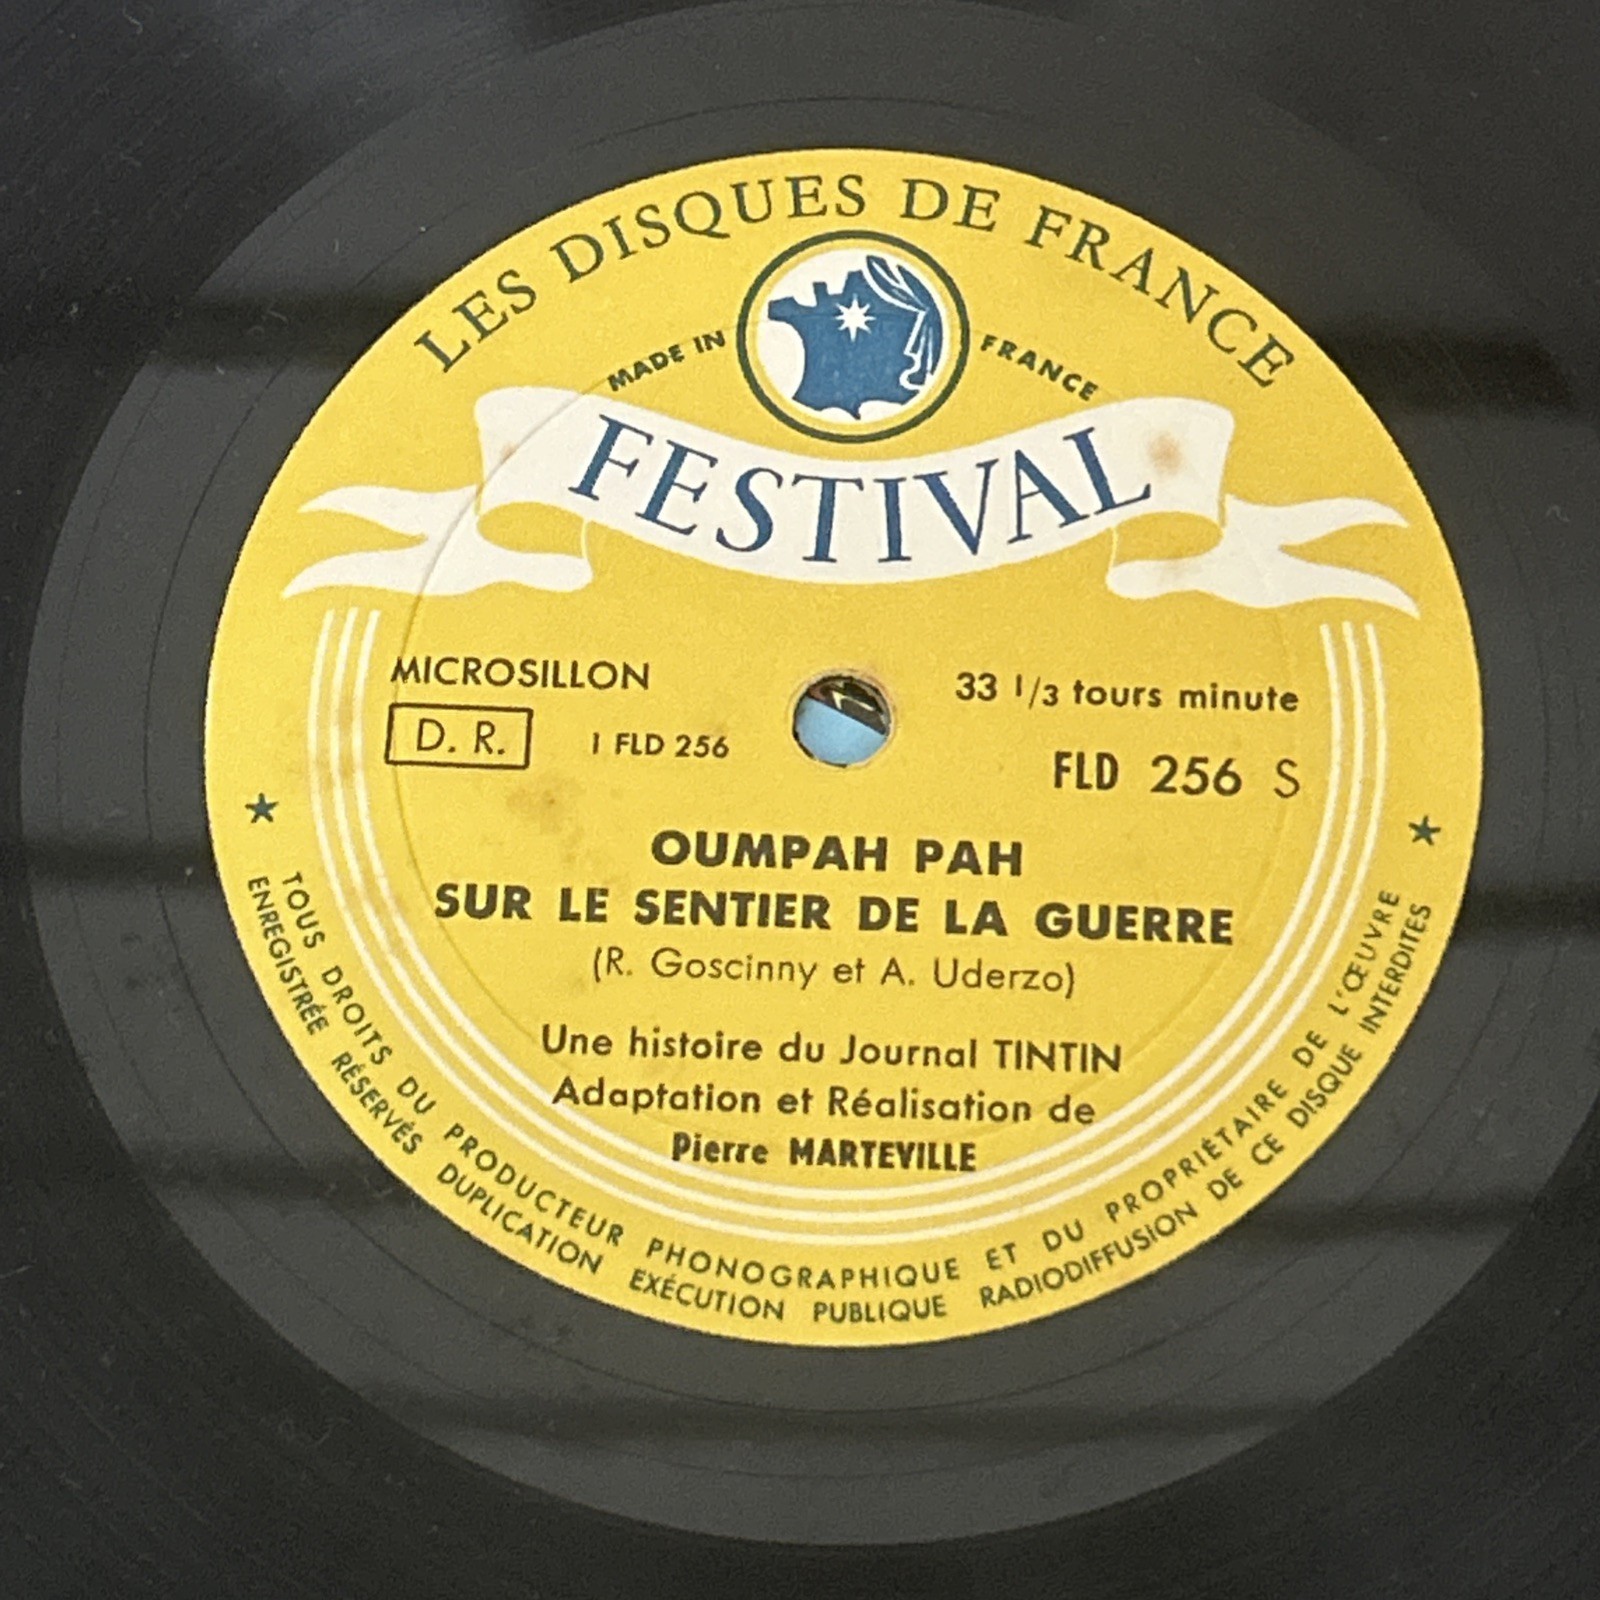 LES DISQUES DE FRANCE
MADE IN FRANCE
FESTIVAL
MICROSILLON
33 1/3 tours minute
D. R.
1 FLD 256
FLD 256 S
OUMPAH PAH
SUR LE SENTIER DE LA GUERRE
(R. Goscinny et A. Uderzo)
Une histoire du Journal TINTIN
Adaptation et Réalisation de
Pierre MARTEVILLE
TOUS DROITS DU PRODUCTEUR PHONOGRAPHIQUE ET DU PROPRIÉTAIRE DE L'ŒUVRE
ENREGISTRÉE RÉSERVÉS DUPLICATION EXÉCUTION PUBLIQUE RADIODIFFUSION DE CE DISQUE INTERDITES